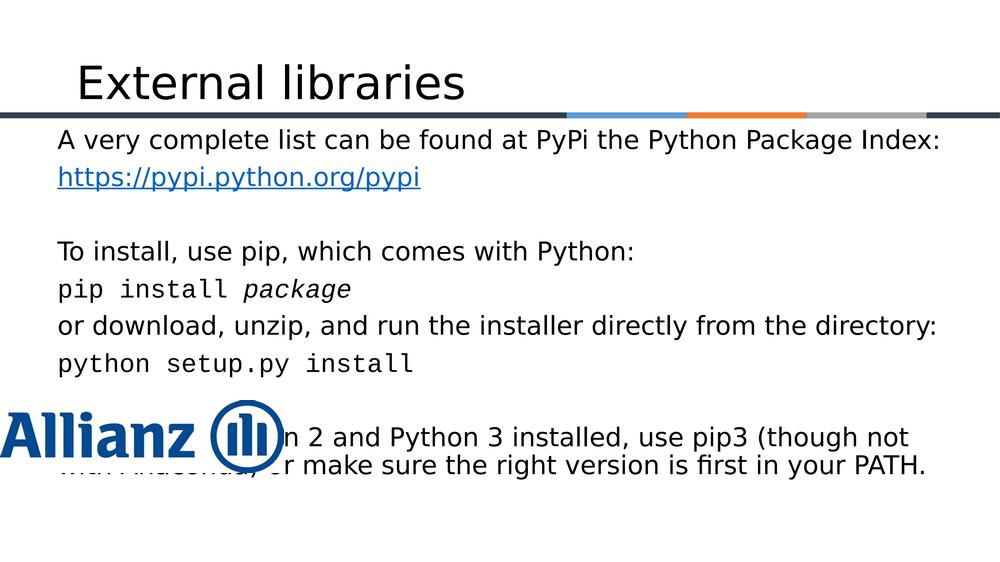 External libraries
A very complete list can be found at PyPi the Python Package Index:
https://pypi.python.org/pypi
To install, use pip, which comes with Python:
pip install package
or download, unzip, and run the installer directly from the directory:
python setup.py install
Allianz
2 and Python 3 installed, use pip3 (though not
make sure the right version is first in your PATH.